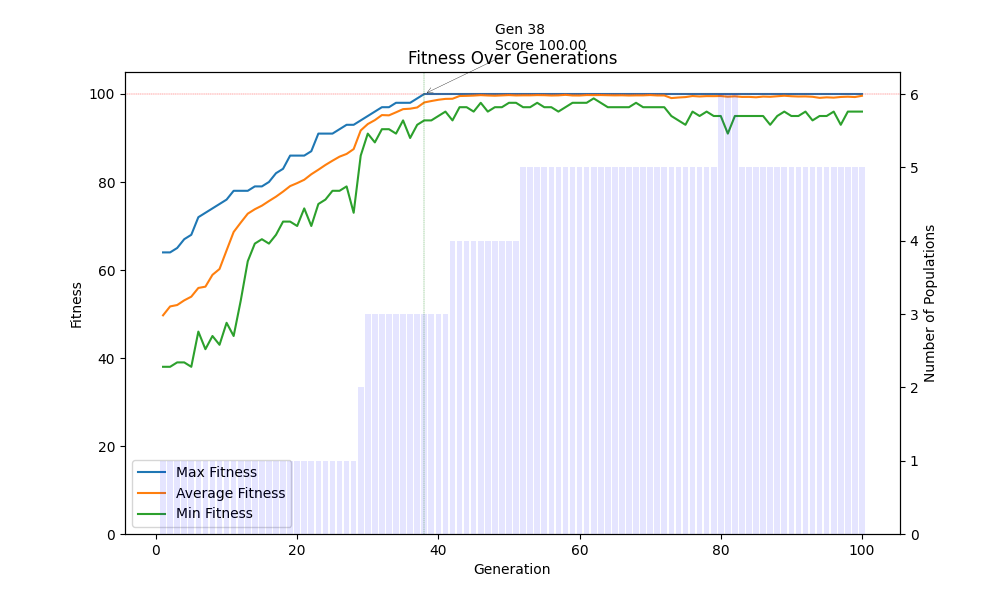 Gen 38
Score 100.00
Fitness Over Generations
100
80
60
40
20
0
Fitness
6
5
4
3
2
1
0
Number of Populations
Max Fitness
Average Fitness
Min Fitness
0
20
40
60
80
100
Generation